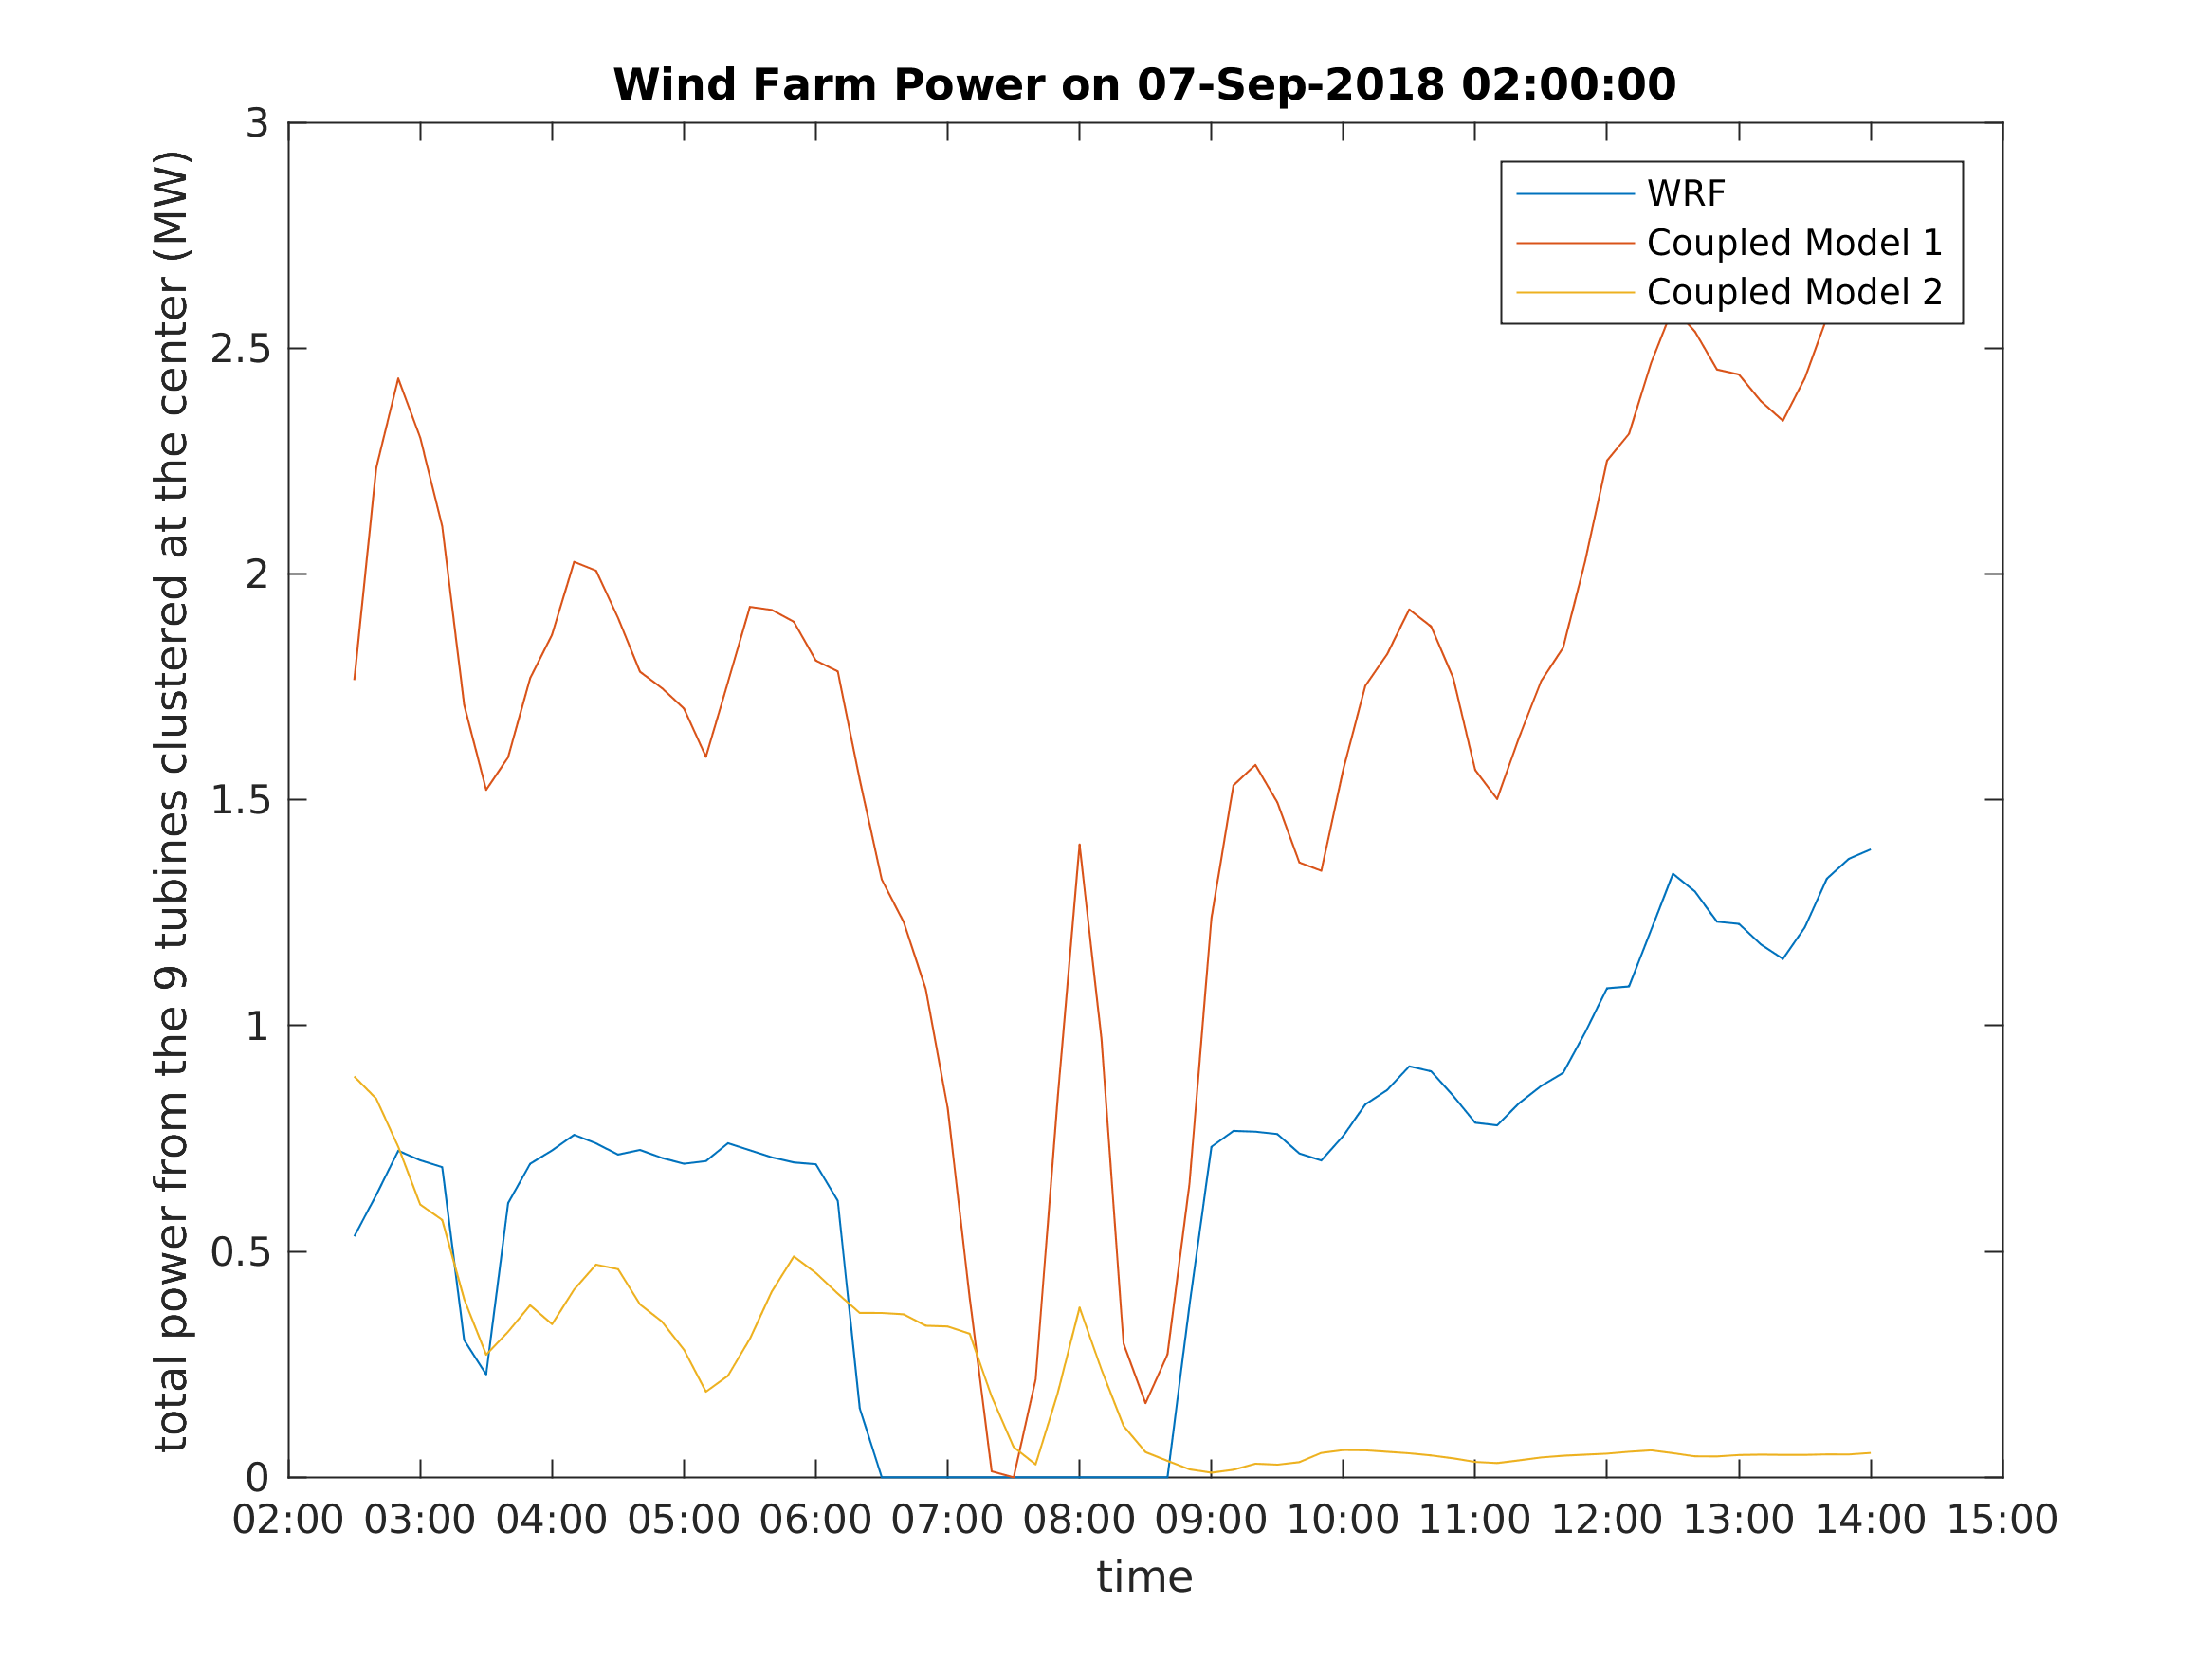 Wind Farm Power on 07-Sep-2018 02:00:00
total power from the 9 tubines clustered at the center (MW)
3
2.5
2
1.5
1
0.5
0
WRF
Coupled Model 1
Coupled Model 2
02:00 03:00 04:00 05:00 06:00 07:00 08:00 09:00 10:00 11:00 12:00 13:00 14:00 15:00
time